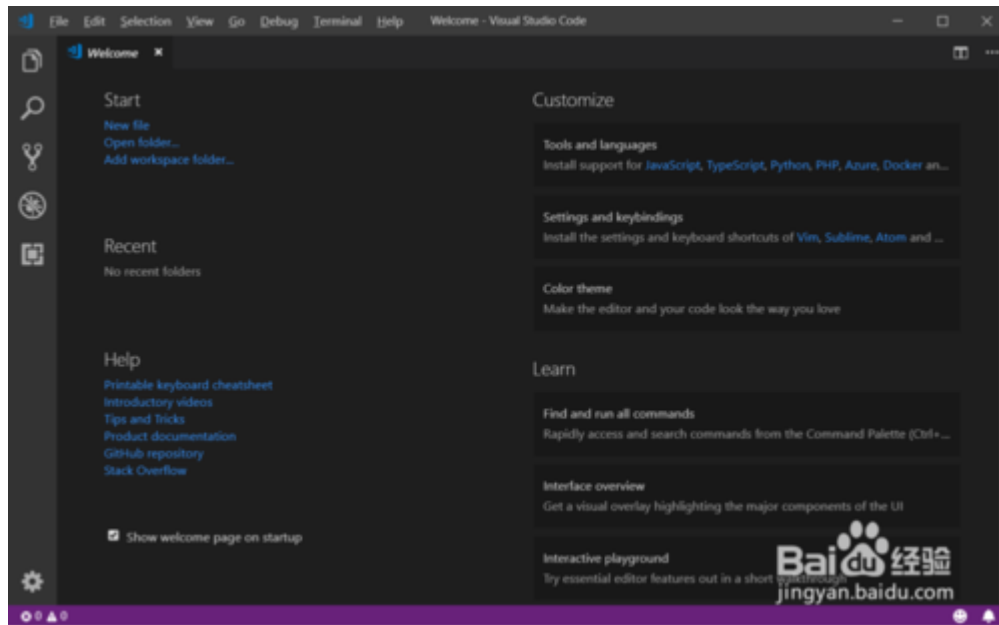 File Edit Selection View Go Debug Terminal Help Welcome - Visual Studio Code
Welcome
Start
New file
Open folder...
Add workspace folder...
Recent
No recent folders
Help
Printable keyboard cheatsheet
Introductory videos
Tips and Tricks
Product documentation
GitHub repository
Stack Overflow
Show welcome page on startup
Customize
Tools and languages
Install support for JavaScript, TypeScript, Python, PHP, Azure, Docker an...
Settings and keybindings
Install the settings and keyboard shortcuts of Vim, Sublime, Atom and ...
Color theme
Make the editor and your code look the way you love
Learn
Find and run all commands
Rapidly access and search commands from the Command Palette (Ctrl+...
Interface overview
Get a visual overlay highlighting the major components of the UI
Interactive playground
Try essential editor features out in a short walkthrough
Baidu经验
jingyan.baidu.com
0 0